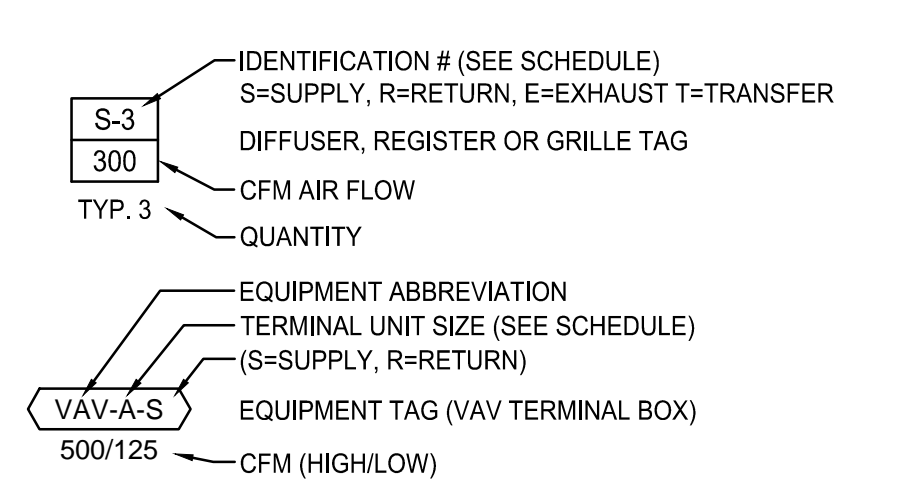 IDENTIFICATION # (SEE SCHEDULE)
S=SUPPLY, R=RETURN, E=EXHAUST T=TRANSFER
S-3
DIFFUSER, REGISTER OR GRILLE TAG
300
CFM AIR FLOW
TYP. 3
QUANTITY
EQUIPMENT ABBREVIATION
TERMINAL UNIT SIZE (SEE SCHEDULE)
(S=SUPPLY, R=RETURN)
VAV-A-S
EQUIPMENT TAG (VAV TERMINAL BOX)
500/125
CFM (HIGH/LOW)